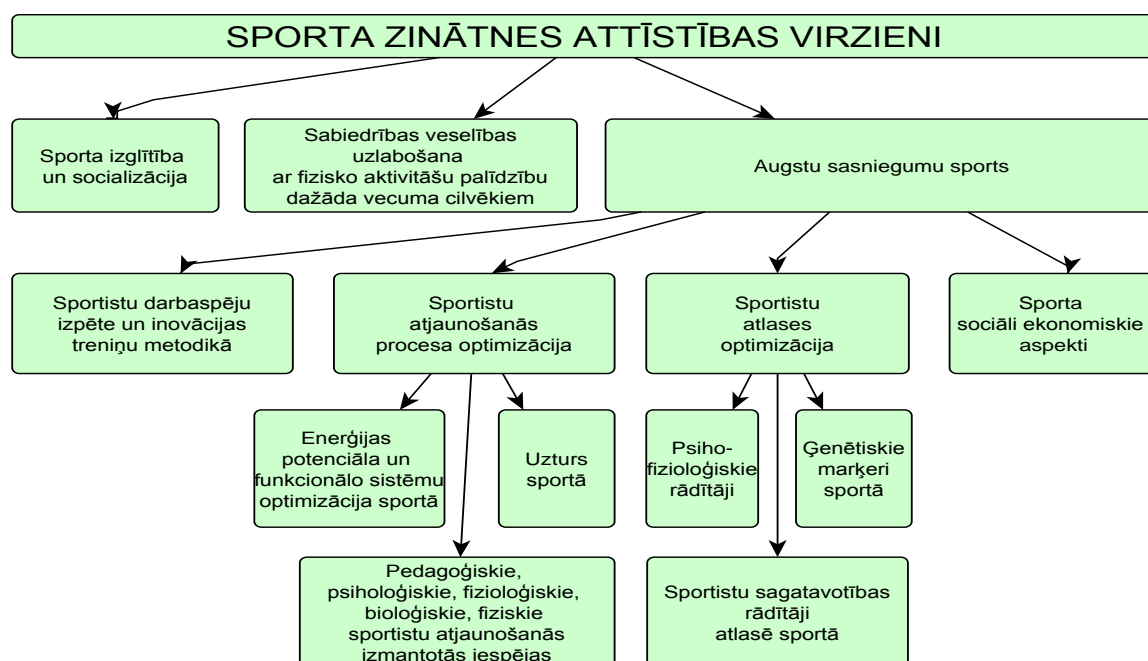 SPORTA ZINĀTNES ATTĪSTĪBAS VIRZIENI
Sporta izglītība
un socializācija
Sabiedrības veselības
uzlabošana
ar fizisko aktivitāšu palīdzību
dažāda vecuma cilvēkiem
Augstu sasniegumu sports
Sportistu darbaspēju
izpēte un inovācijas
treniņu metodikā
Sportistu
atjaunošanās
procesa optimizācija
Sportistu
atlases
optimizācija
Sporta
sociāli ekonomiskie
aspekti
Enerģijas
potenciāla un
funkcionālo sistēmu
optimizācija sportā
Uzturs
sportā
Psiho-
fizioloģiskie
rādītāji
Ģenētiskie
marķeri
sportā
Pedagoģiskie,
psiholoģiskie, fizioloģiskie,
bioloģiskie, fiziskie
sportistu atjaunošanās
izmantotās iespējas
Sportistu sagatavotības
rādītāji
atlasē sportā